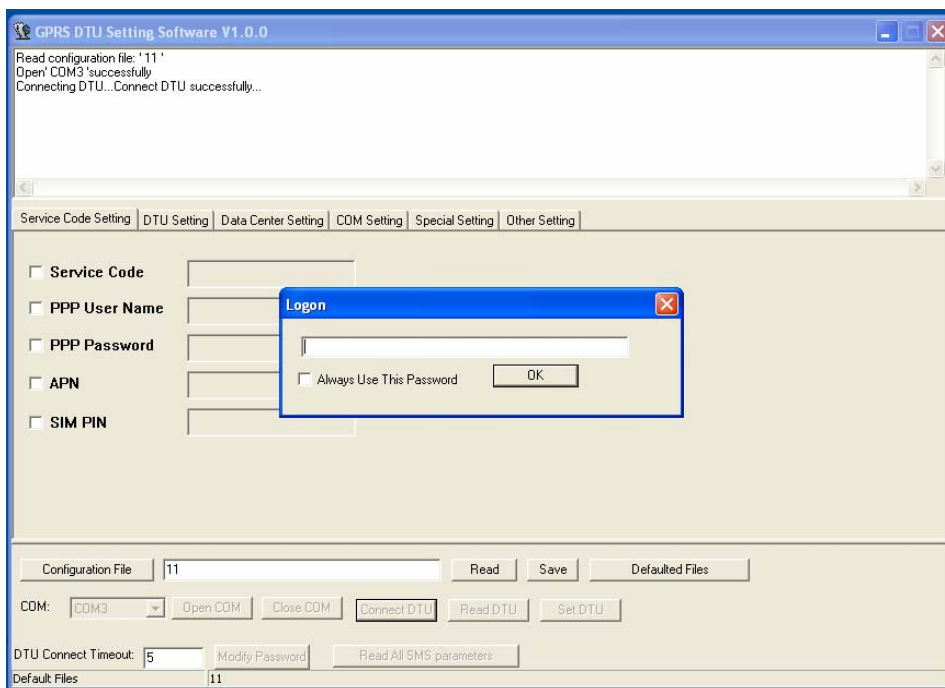 GPRS DTU Setting Software V1.0.0
Read configuration file: ' 11 '
Open' COM3 'successfully
Connecting DTU...Connect DTU successfully...
Service Code Setting DTU Setting Data Center Setting COM Setting Special Setting Other Setting
Service Code
PPP User Name
PPP Password
APN
SIM PIN
Logon
Always Use This Password OK
Configuration File 11 Read Save Defaulted Files
COM: COM3 Open COM Close COM Connect DTU Read DTU Set DTU
DTU Connect Timeout: 5 Modify Password Read All SMS parameters
Default Files 11